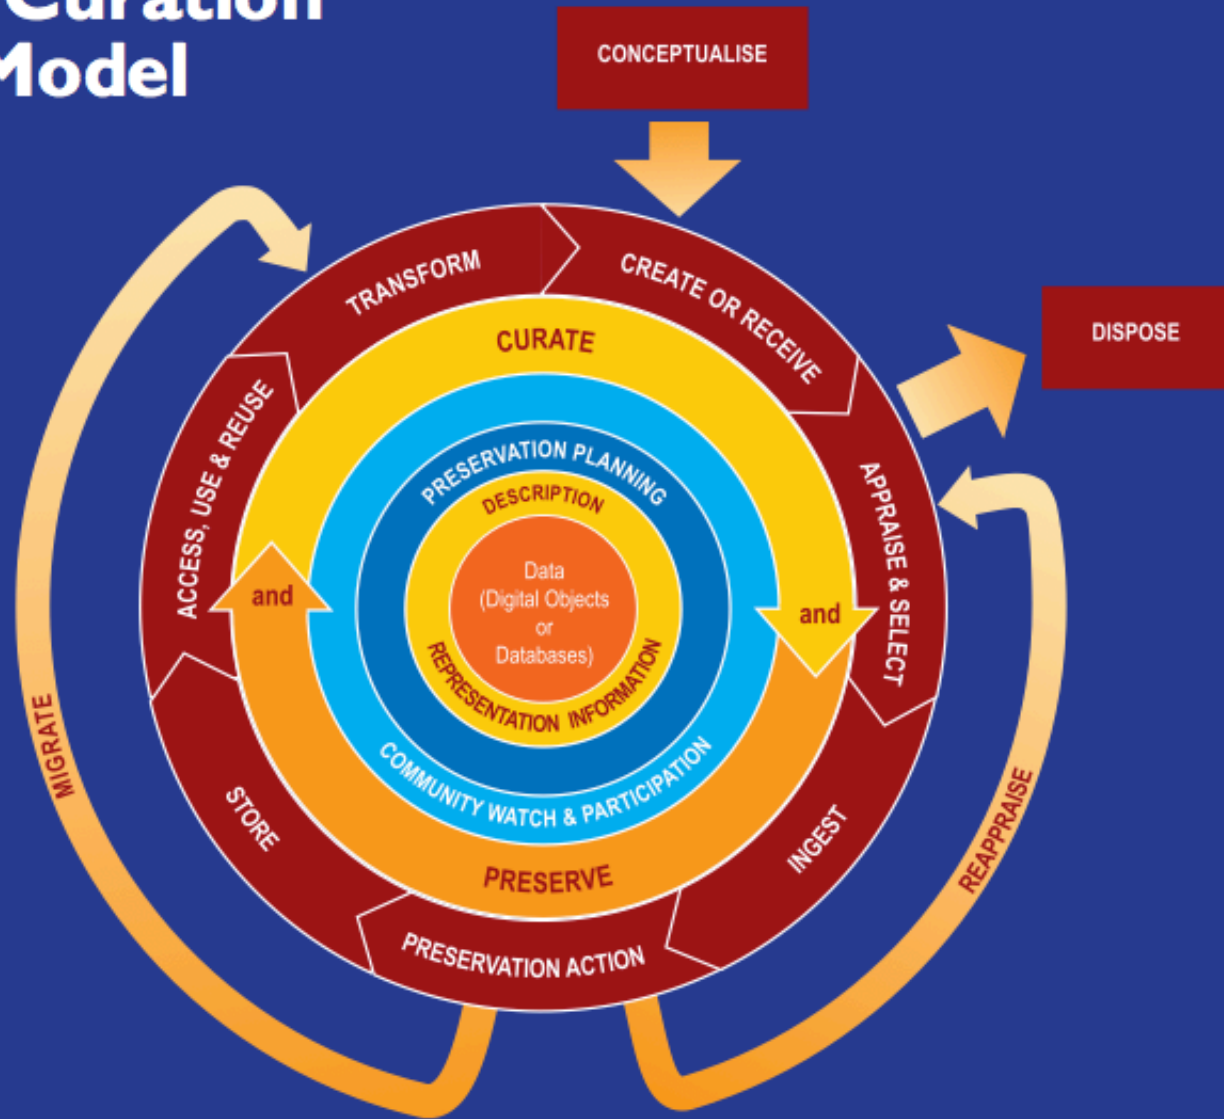 Curation
Model
CONCEPTUALISE
DISPOSE
TRANSFORM
CREATE OR RECEIVE
APPRAISE & SELECT
INGEST
PRESERVATION ACTION
STORE
ACCESS, USE & REUSE
MIGRATE
REAPPRAISE
CURATE
and
PRESERVE
and
COMMUNITY WATCH & PARTICIPATION
PRESERVATION PLANNING
DESCRIPTION
REPRESENTATION INFORMATION
Data
(Digital Objects
or
Databases)